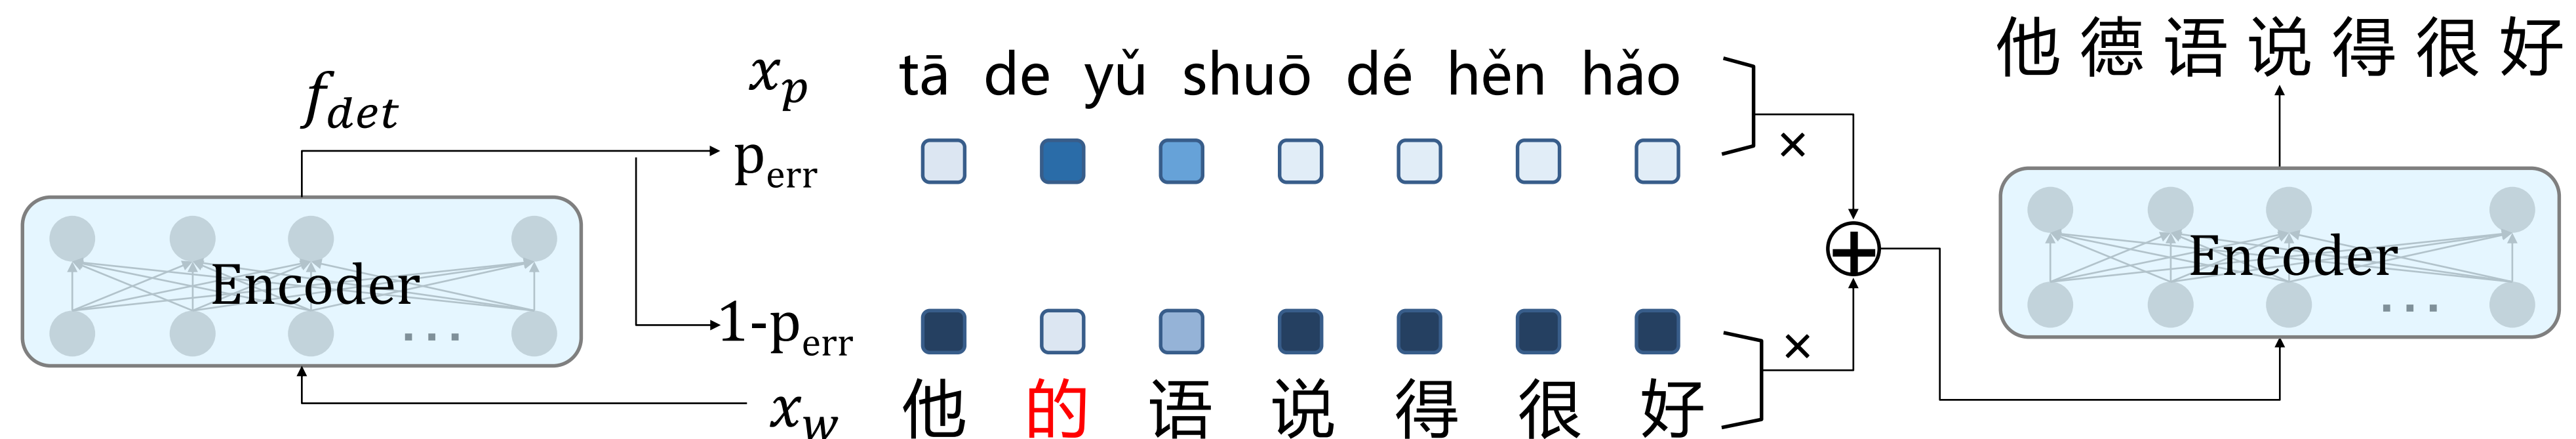 f_det
Encoder
x_p tā de yǔ shuō dé hěn hǎo
p_err
×
+
1-p_err
×
x_w 他 的 语 说 得 很 好
他 德 语 说 得 很 好
Encoder